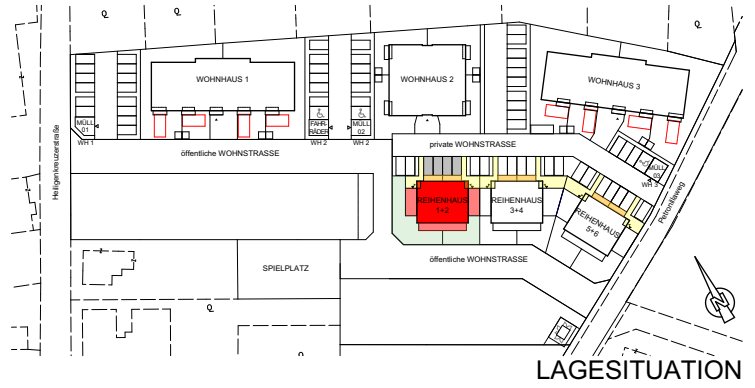 WOHNHAUS 1
WOHNHAUS 2
WOHNHAUS 3
MÜLL
01
WH 1
FAHR-
RÄDER
WH 2
MÜLL
02
WH 2
MÜLL
03
WH 3
Heiligenkreuzerstraße
öffentliche WOHNSTRASSE
private WOHNSTRASSE
Petronillaweg
REIHENHAUS
1+2
REIHENHAUS
3+4
REIHENHAUS
5+6
öffentliche WOHNSTRASSE
SPIELPLATZ
N
LAGESITUATION